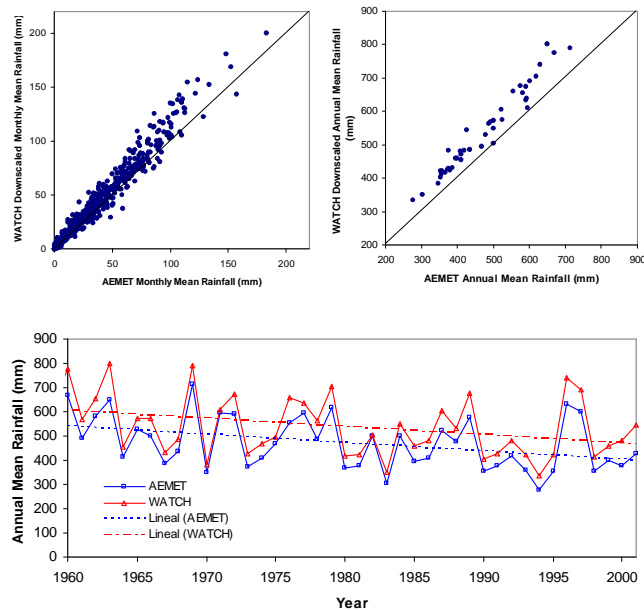 WATCH Downscaled Monthly Mean Rainfall (mm)
200
150
100
50
0
0 50 100 150 200
AEMET Monthly Mean Rainfall (mm)
WATCH Downscaled Annual Mean Rainfall
(mm)
900
800
700
600
500
400
300
200
200 300 400 500 600 700 800 900
AEMET Annual Mean Rainfall (mm)
Annual Mean Rainfall (mm)
900
800
700
600
500
400
300
200
100
0
AEMET
WATCH
Lineal (AEMET)
Lineal (WATCH)
1960 1965 1970 1975 1980 1985 1990 1995 2000
Year